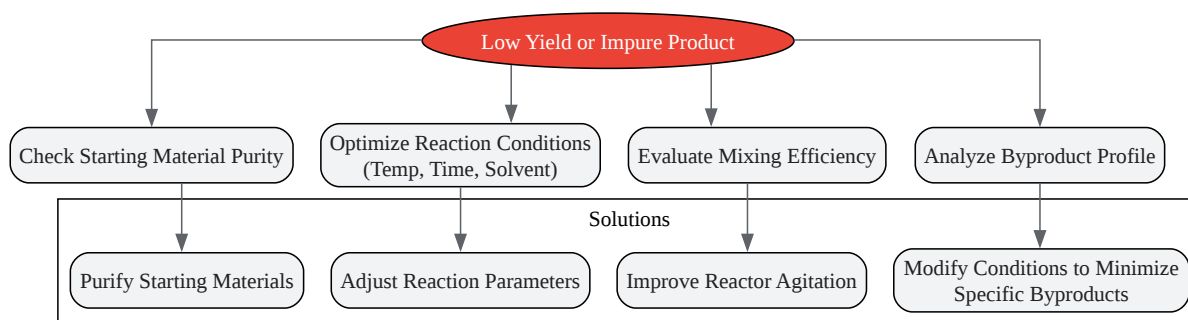 Low Yield or Impure Product
Check Starting Material Purity
Optimize Reaction Conditions
(Temp, Time, Solvent)
Evaluate Mixing Efficiency
Analyze Byproduct Profile
Solutions
Purify Starting Materials
Adjust Reaction Parameters
Improve Reactor Agitation
Modify Conditions to Minimize
Specific Byproducts